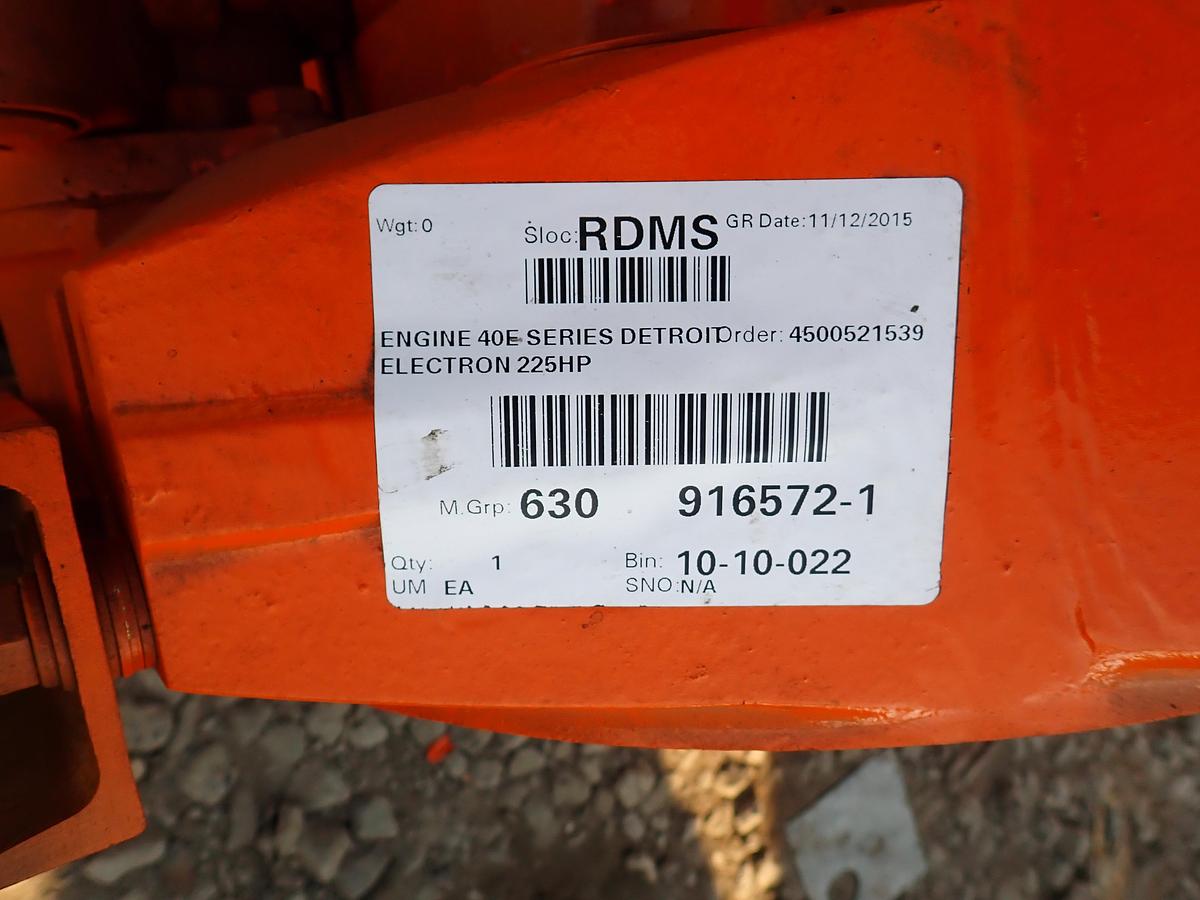 Wgt: 0 Sloc: RDMS GR Date: 11/12/2015
ENGINE 40E SERIES DETROIT Order: 4500521539
ELECTRON 225HP
M.Grp: 630 916572-1
Qty: 1 Bin: 10-10-022
UM EA SNO: N/A